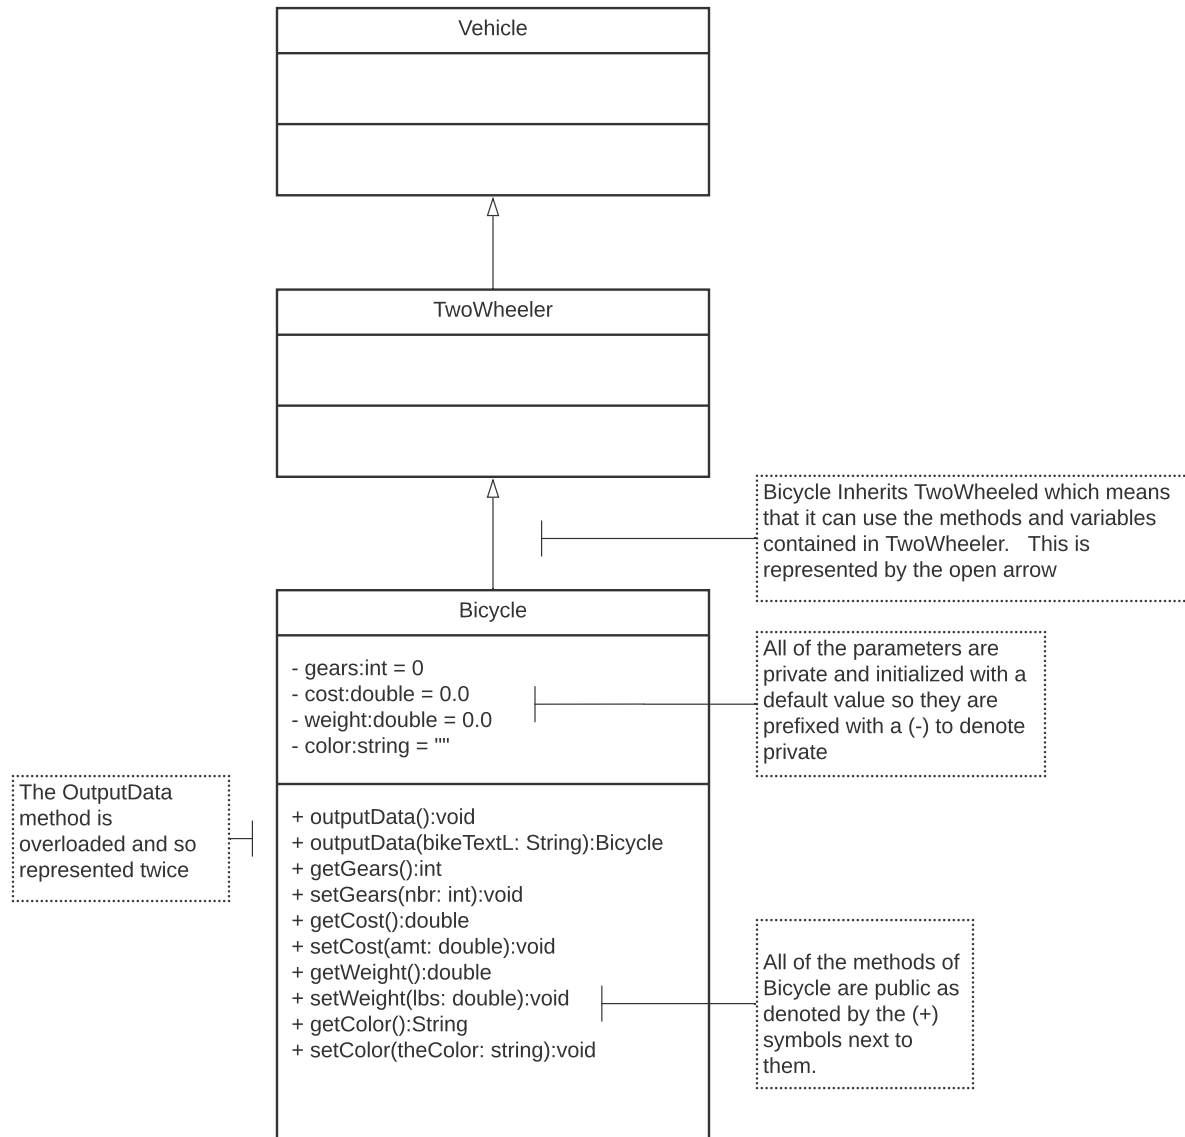 Vehicle
TwoWheeler
Bicycle Inherits TwoWheeled which means
that it can use the methods and variables
contained in TwoWheeler.   This is
represented by the open arrow
Bicycle
- gears:int = 0
- cost:double = 0.0
- weight:double = 0.0
- color:string = ""
All of the parameters are
private and initialized with a
default value so they are
prefixed with a (-) to denote
private
The OutputData
method is
overloaded and so
represented twice
+ outputData():void
+ outputData(bikeTextL: String):Bicycle
+ getGears():int
+ setGears(nbr: int):void
+ getCost():double
+ setCost(amt: double):void
+ getWeight():double
+ setWeight(lbs: double):void
+ getColor():String
+ setColor(theColor: string):void
All of the methods of
Bicycle are public as
denoted by the (+)
symbols next to
them.